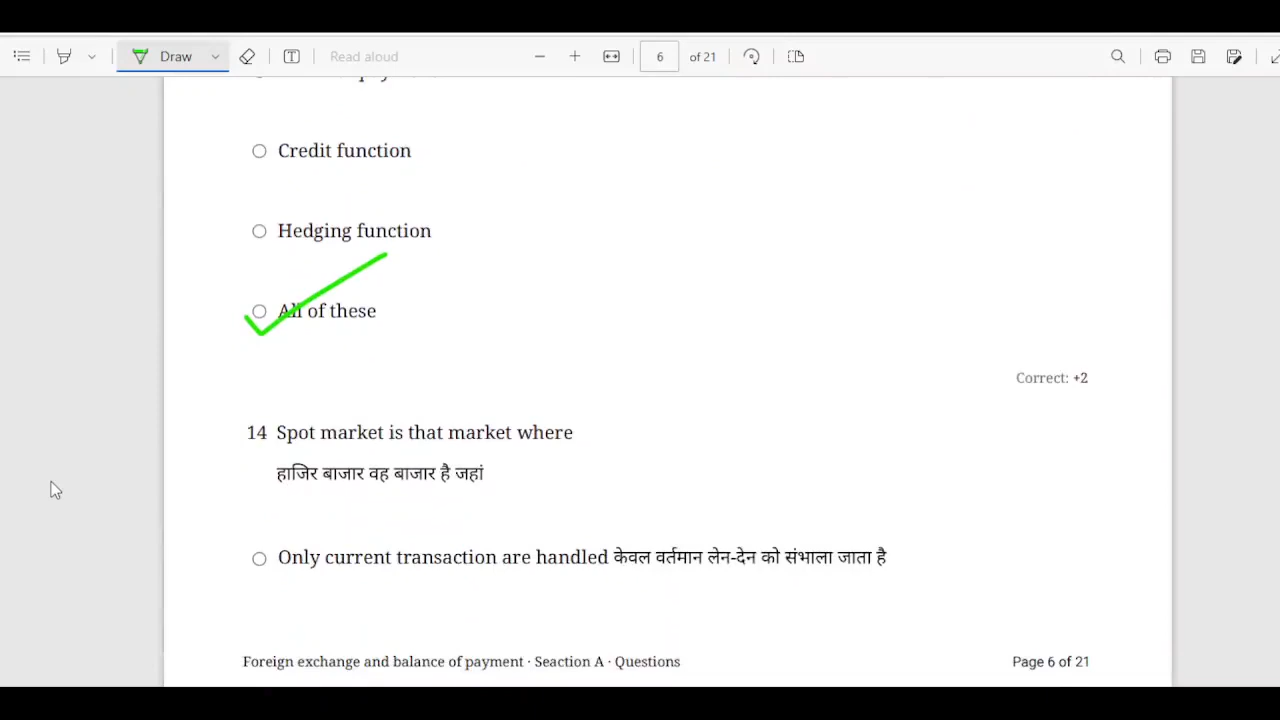 Draw
Read aloud
6 of 21
Credit function
Hedging function
All of these
Correct: +2
14 Spot market is that market where
हाजिर बाजार वह बाजार है जहां
Only current transaction are handled केवल वर्तमान लेन-देन को संभाला जाता है
Foreign exchange and balance of payment · Seaction A · Questions
Page 6 of 21